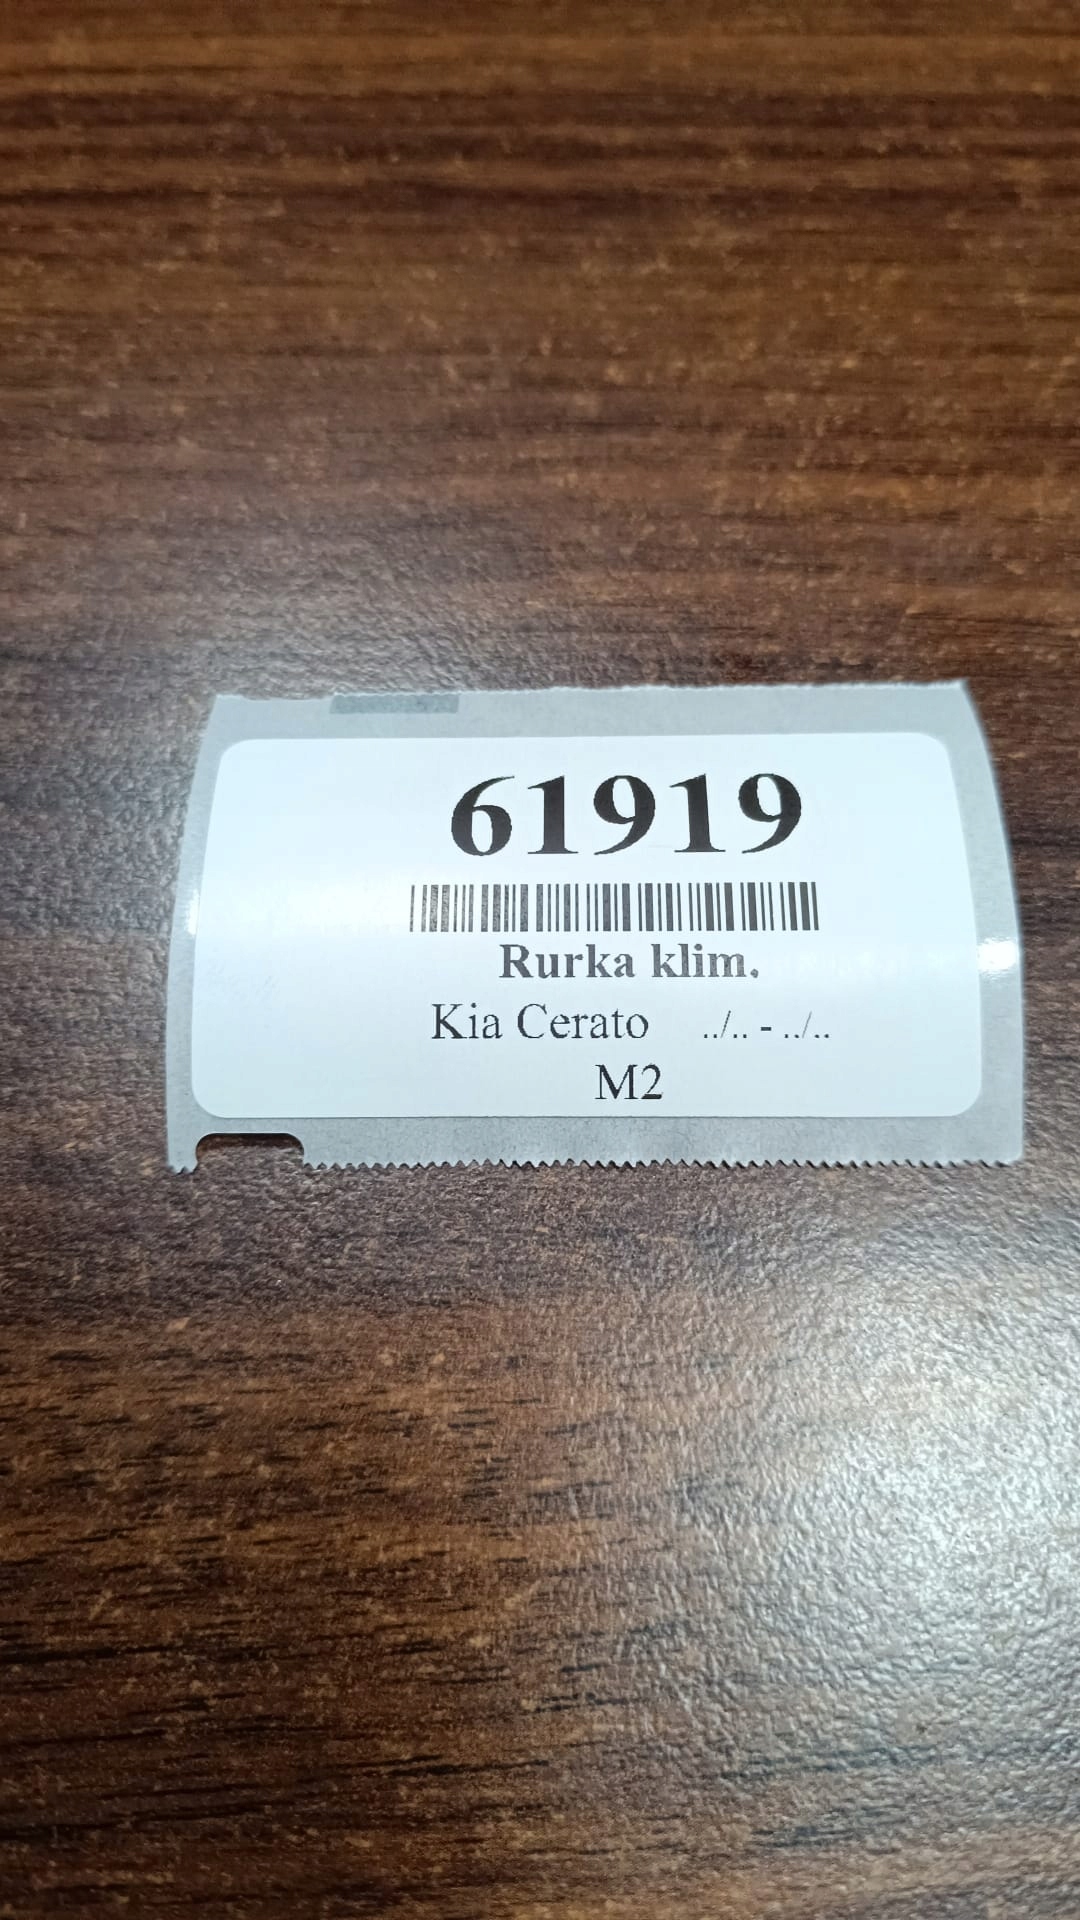 61919
Rurka klim.
Kia Cerato ../.. - ../..
M2